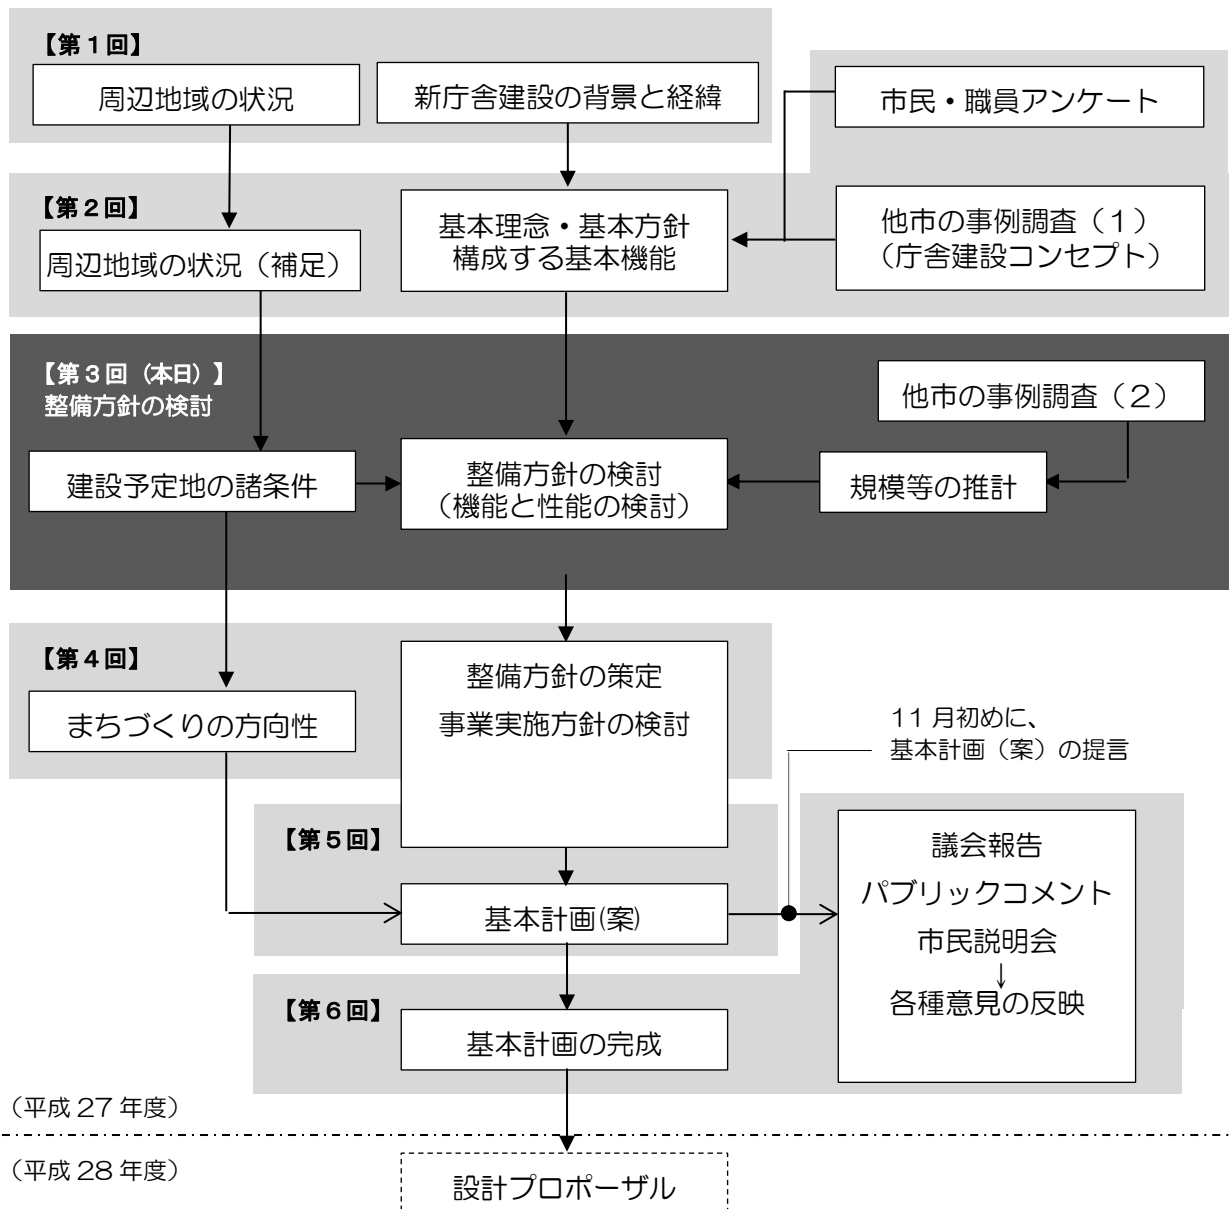 【第１回】
周辺地域の状況
新庁舎建設の背景と経緯
市民・職員アンケート
【第２回】
周辺地域の状況（補足）
基本理念・基本方針
構成する基本機能
他市の事例調査（１）
（庁舎建設コンセプト）
【第３回（本日）】
整備方針の検討
他市の事例調査（２）
建設予定地の諸条件
整備方針の検討
（機能と性能の検討）
規模等の推計
【第４回】
まちづくりの方向性
整備方針の策定
事業実施方針の検討
11 月初めに、
基本計画（案）の提言
【第５回】
基本計画(案)
議会報告
パブリックコメント
市民説明会
↓
各種意見の反映
【第６回】
基本計画の完成
（平成 27 年度）
（平成 28 年度）
設計プロポーザル